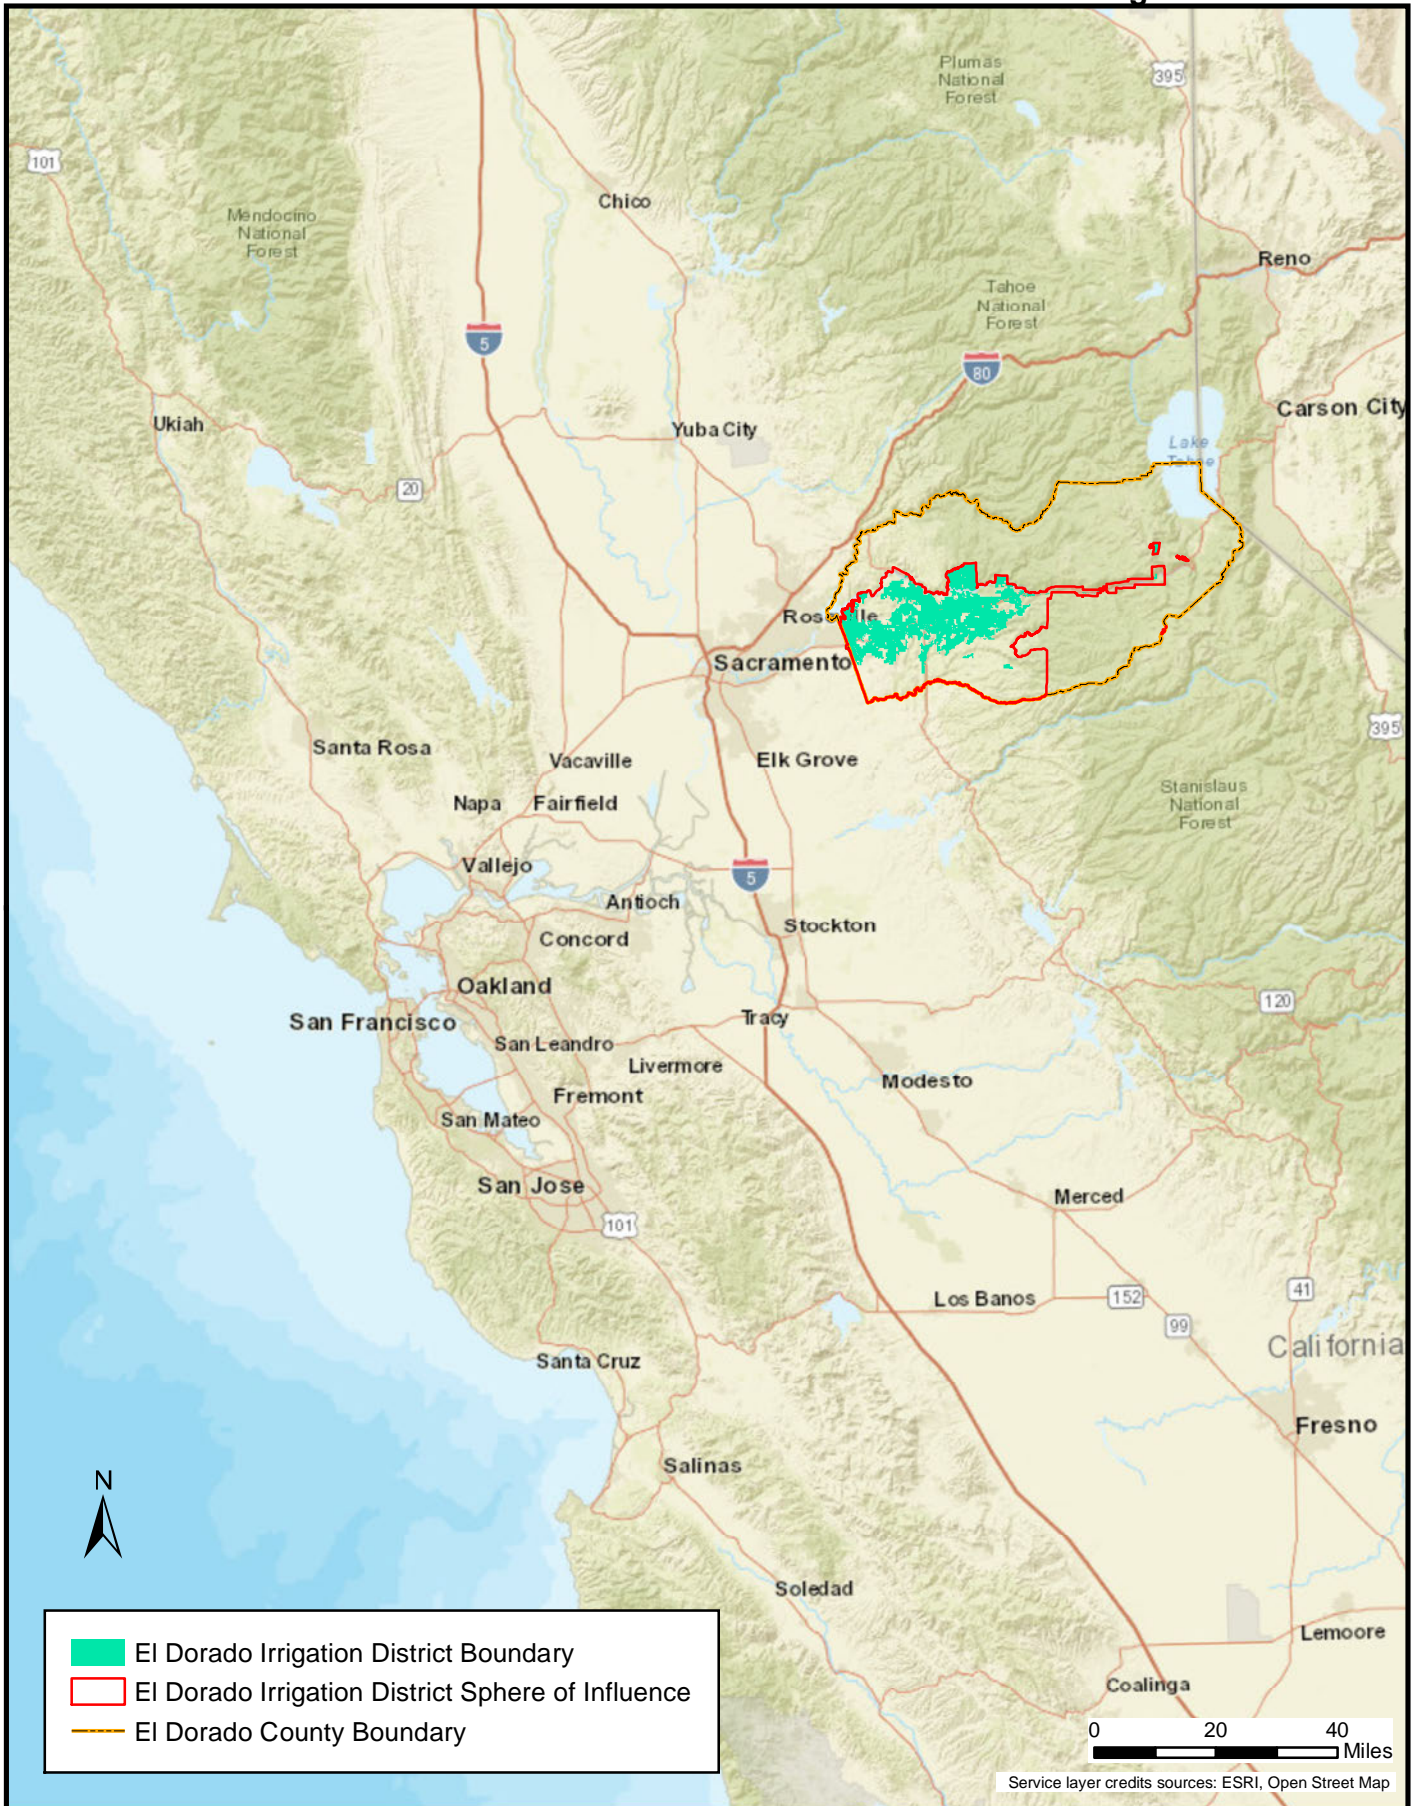 Plumas
National
Forest
395
101
Chico
Mendocino
National
Forest
Reno
Tahoe
National
Forest
5
80
Carson City
Ukiah
Yuba City
Lake
Tahoe
20
Roseville
Sacramento
395
Santa Rosa
Vacaville
Elk Grove
Stanislaus
National
Forest
Napa
Fairfield
Vallejo
5
Antioch
Stockton
Concord
Oakland
120
San Francisco
Tracy
San Leandro
Livermore
Modesto
Fremont
San Mateo
San Jose
Merced
101
41
Los Banos
152
99
California
Santa Cruz
Fresno
Salinas
N
Soledad
Lemoore
El Dorado Irrigation District Boundary
El Dorado Irrigation District Sphere of Influence
El Dorado County Boundary
Coalinga
0 20 40
Miles
Service layer credits sources: ESRI, Open Street Map